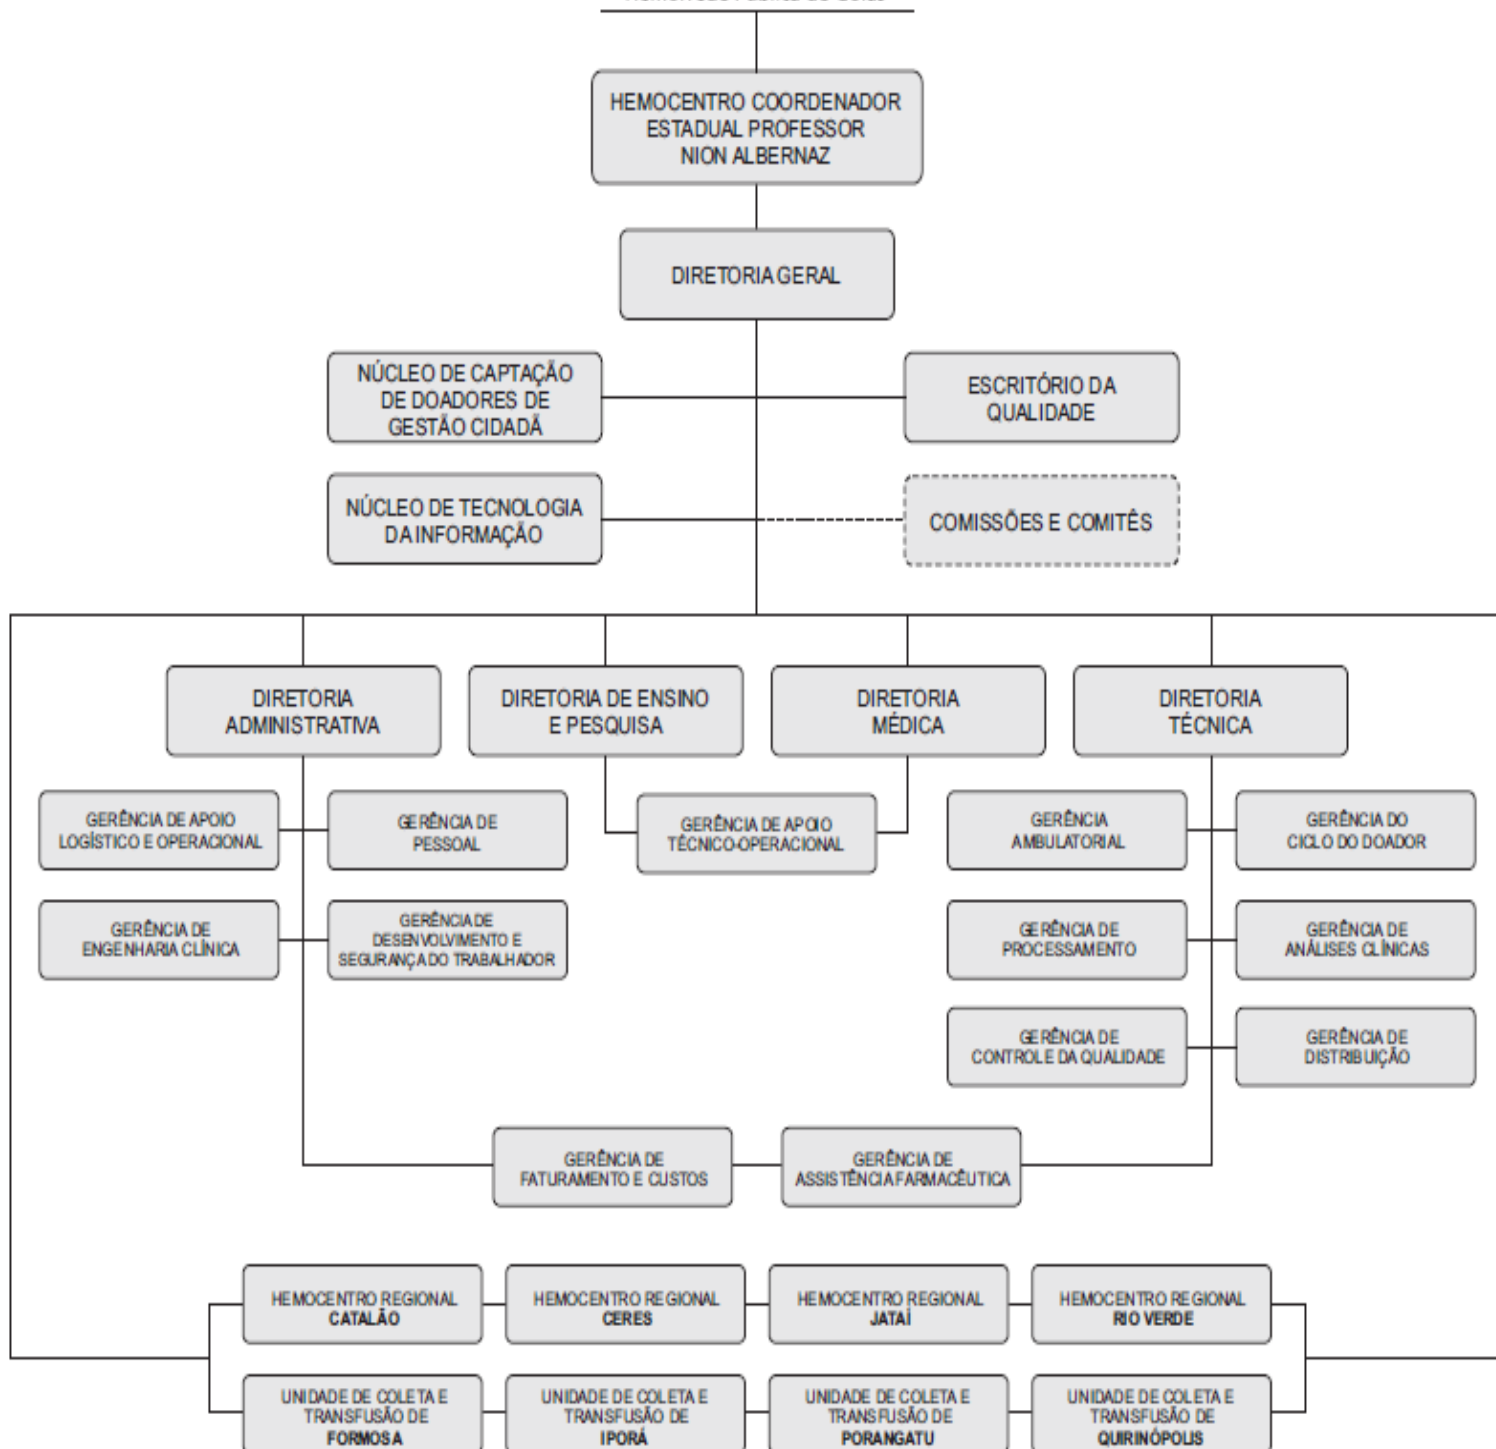 HEMOCENTRO COORDENADOR
ESTADUAL PROFESSOR
NION ALBERNAZ
DIRETORIA GERAL
NÚCLEO DE CAPTAÇÃO
DE DOADORES DE
GESTÃO CIDADÃ
ESCRITÓRIO DA
QUALIDADE
NÚCLEO DE TECNOLOGIA
DA INFORMAÇÃO
COMISSÕES E COMITÊS
DIRETORIA
ADMINISTRATIVA
DIRETORIA DE ENSINO
E PESQUISA
DIRETORIA
MÉDICA
DIRETORIA
TÉCNICA
GERÊNCIA DE APOIO
LOGÍSTICO E OPERACIONAL
GERÊNCIA DE
PESSOAL
GERÊNCIA DE APOIO
TÉCNICO-OPERACIONAL
GERÊNCIA
AMBULATORIAL
GERÊNCIA DO
CICLO DO DOADOR
GERÊNCIA DE
ENGENHARIA CLÍNICA
GERÊNCIA DE
DESENVOLVIMENTO E
SEGURANÇA DO TRABALHADOR
GERÊNCIA DE
PROCESSAMENTO
GERÊNCIA DE
ANÁLISES CLÍNICAS
GERÊNCIA DE
CONTROLE DA QUALIDADE
GERÊNCIA DE
DISTRIBUIÇÃO
GERÊNCIA DE
FATURAMENTO E CUSTOS
GERÊNCIA DE
ASSISTÊNCIA FARMACÊUTICA
HEMOCENTRO REGIONAL
CATALÃO
HEMOCENTRO REGIONAL
CERES
HEMOCENTRO REGIONAL
JATAÍ
HEMOCENTRO REGIONAL
RIO VERDE
UNIDADE DE COLETA E
TRANSFUSÃO DE
FORMOSA
UNIDADE DE COLETA E
TRANSFUSÃO DE
IPORÁ
UNIDADE DE COLETA E
TRANSFUSÃO DE
PORANGATU
UNIDADE DE COLETA E
TRANSFUSÃO DE
QUIRINÓPOLIS